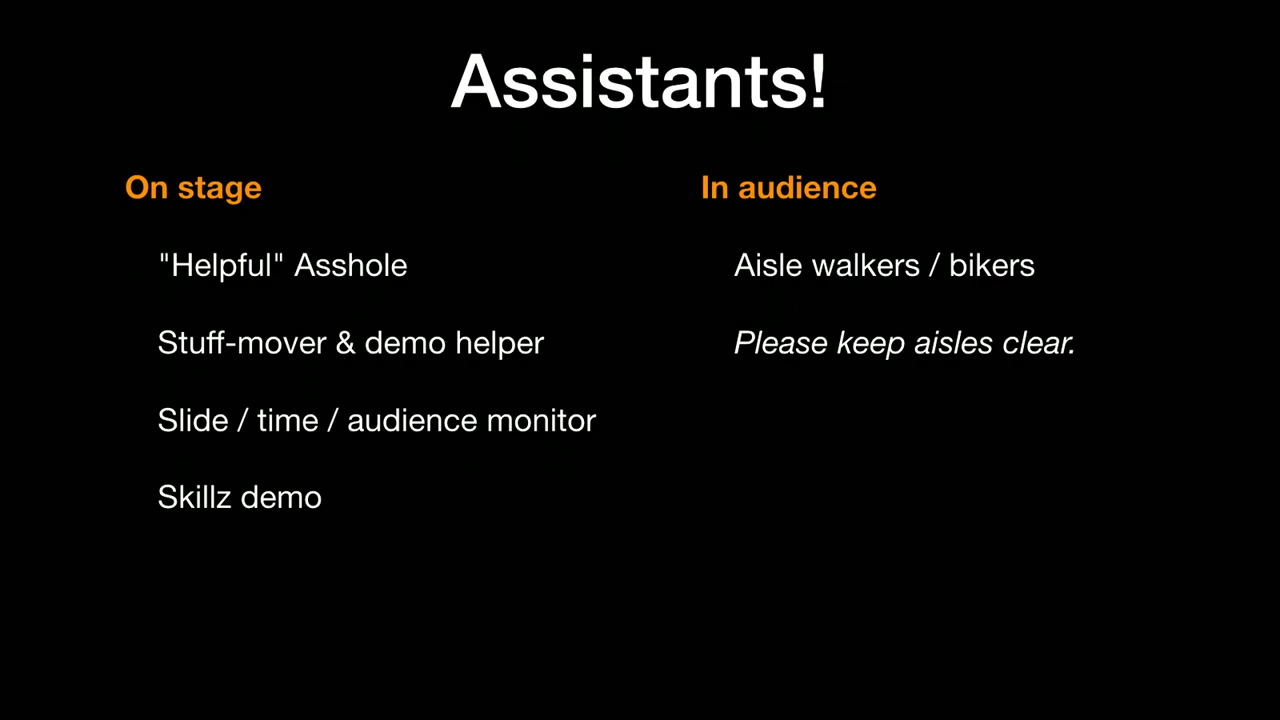 Assistants!
On stage
"Helpful" Asshole
Stuff-mover & demo helper
Slide / time / audience monitor
Skillz demo
In audience
Aisle walkers / bikers
Please keep aisles clear.